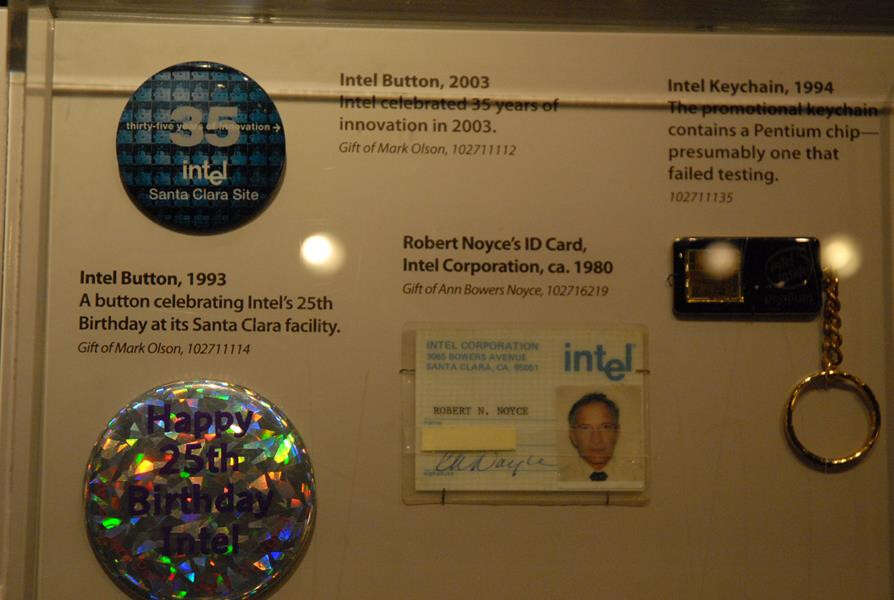 35
thirty-five years of innovation →
intel
Santa Clara Site
Intel Button, 2003
Intel celebrated 35 years of
innovation in 2003.
Gift of Mark Olson, 102711112
Intel Keychain, 1994
The promotional keychain
contains a Pentium chip—
presumably one that
failed testing.
102711135
Intel Button, 1993
A button celebrating Intel's 25th
Birthday at its Santa Clara facility.
Gift of Mark Olson, 102711114
Happy
25th
Birthday
Intel
Robert Noyce's ID Card,
Intel Corporation, ca. 1980
Gift of Ann Bowers Noyce, 102716219
INTEL CORPORATION
3065 BOWERS AVENUE
SANTA CLARA, CA. 95051
intel
ROBERT N. NOYCE